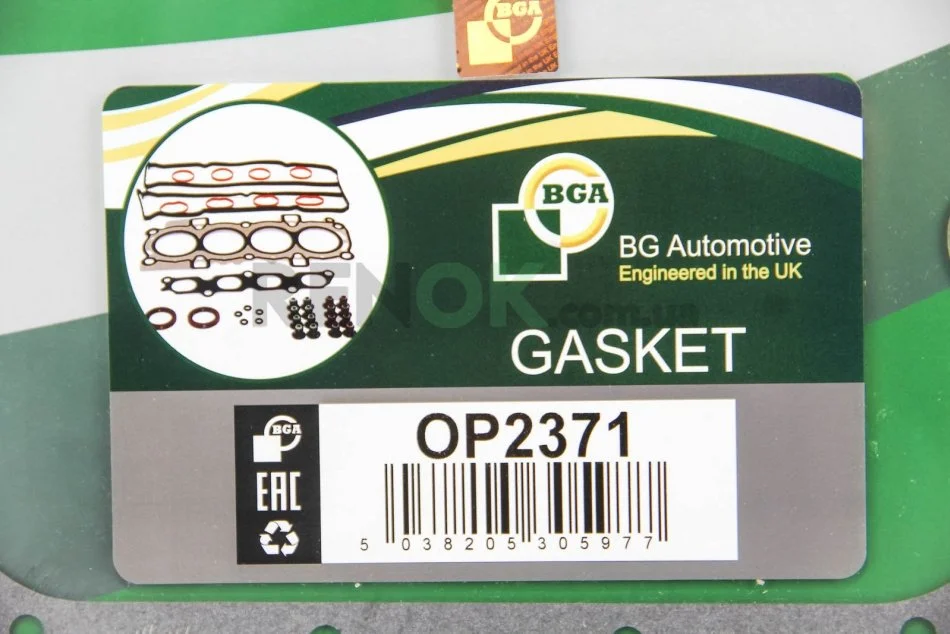 BGA
BGA
BG Automotive
Engineered in the UK
RENOK.com.ua
GASKET
OP2371
BGA
EAC
5 038205 305977